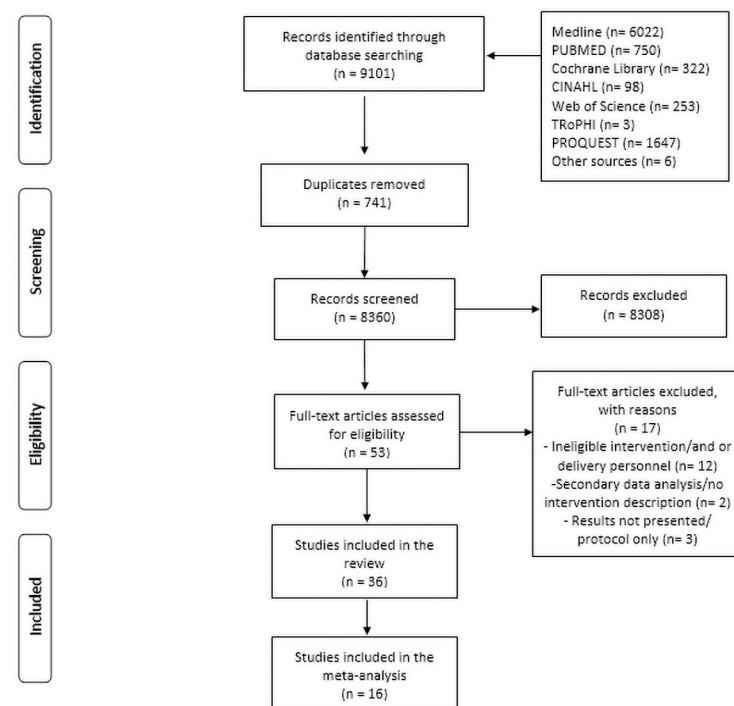 Identification
Records identified through
database searching
(n = 9101)
Medline (n= 6022)
PUBMED (n= 750)
Cochrane Library (n= 322)
CINAHL (n= 98)
Web of Science (n= 253)
TRoPHI (n= 3)
PROQUEST (n= 1647)
Other sources (n= 6)
Duplicates removed
(n = 741)
Screening
Records screened
(n = 8360)
Records excluded
(n = 8308)
Eligibility
Full-text articles assessed
for eligibility
(n = 53)
Full-text articles excluded,
with reasons
(n = 17)
- Ineligible intervention/and or
delivery personnel (n= 12)
-Secondary data analysis/no
intervention description (n= 2)
- Results not presented/
protocol only (n= 3)
Included
Studies included in the
review
(n = 36)
Studies included in the
meta-analysis
(n = 16)